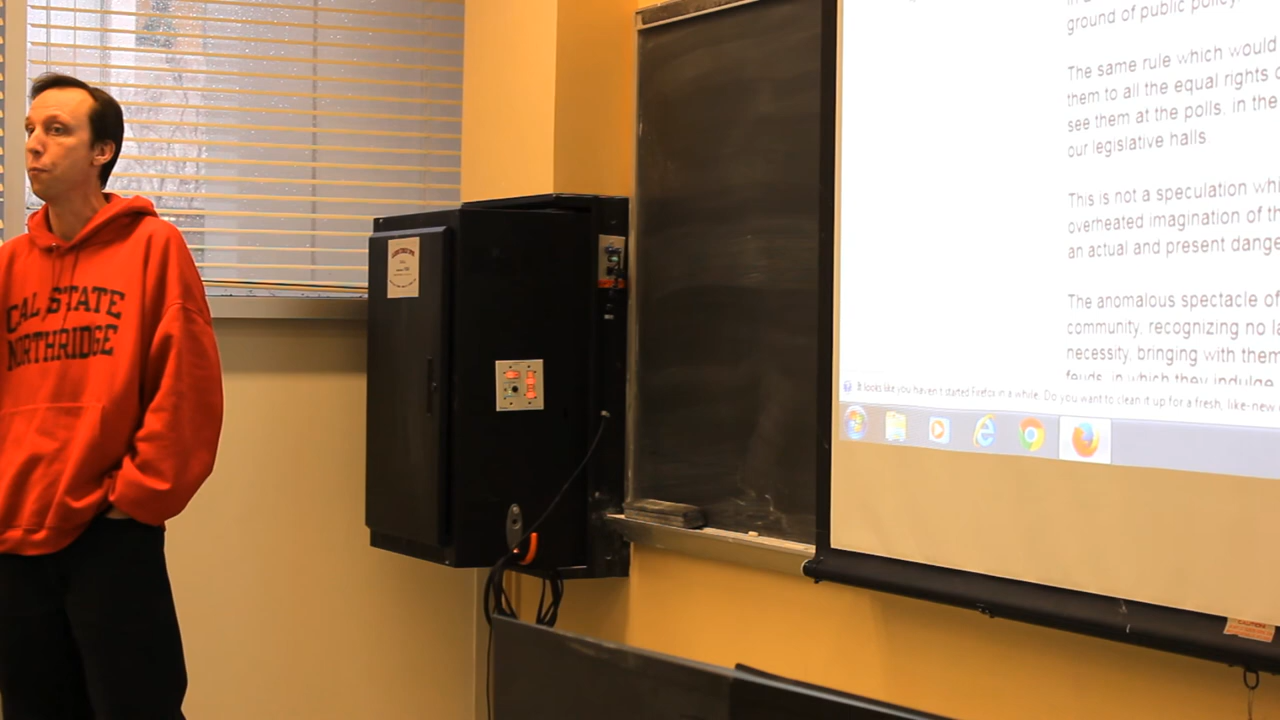 CAL STATE
NORTHRIDGE
ground of public policy.
The same rule which would
them to all the equal rights
see them at the polls, in the
our legislative halls
This is not a speculation
overheated imagination of
an actual and present
The anomalous spectacle of
community, recognizing no
necessity, bringing with them
feuds, in which they indulge
It looks like you haven't started Firefox in a while. Do you want to clean it up for a fresh, like-new
CAUTION